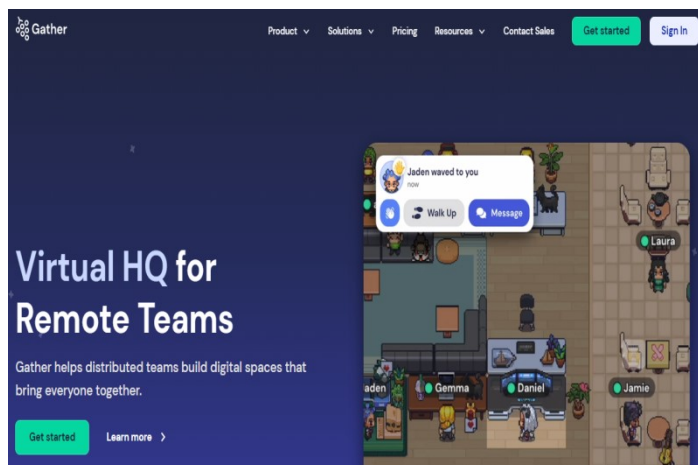 Gather
Product
Solutions
Pricing
Resources
Contact Sales
Get started
Sign In
Jaden waved to you
now
Walk Up
Message
Laura
Virtual HQ for
Remote Teams
Gather helps distributed teams build digital spaces that
bring everyone together.
aden
Gemma
Daniel
Jamie
Get started
Learn more